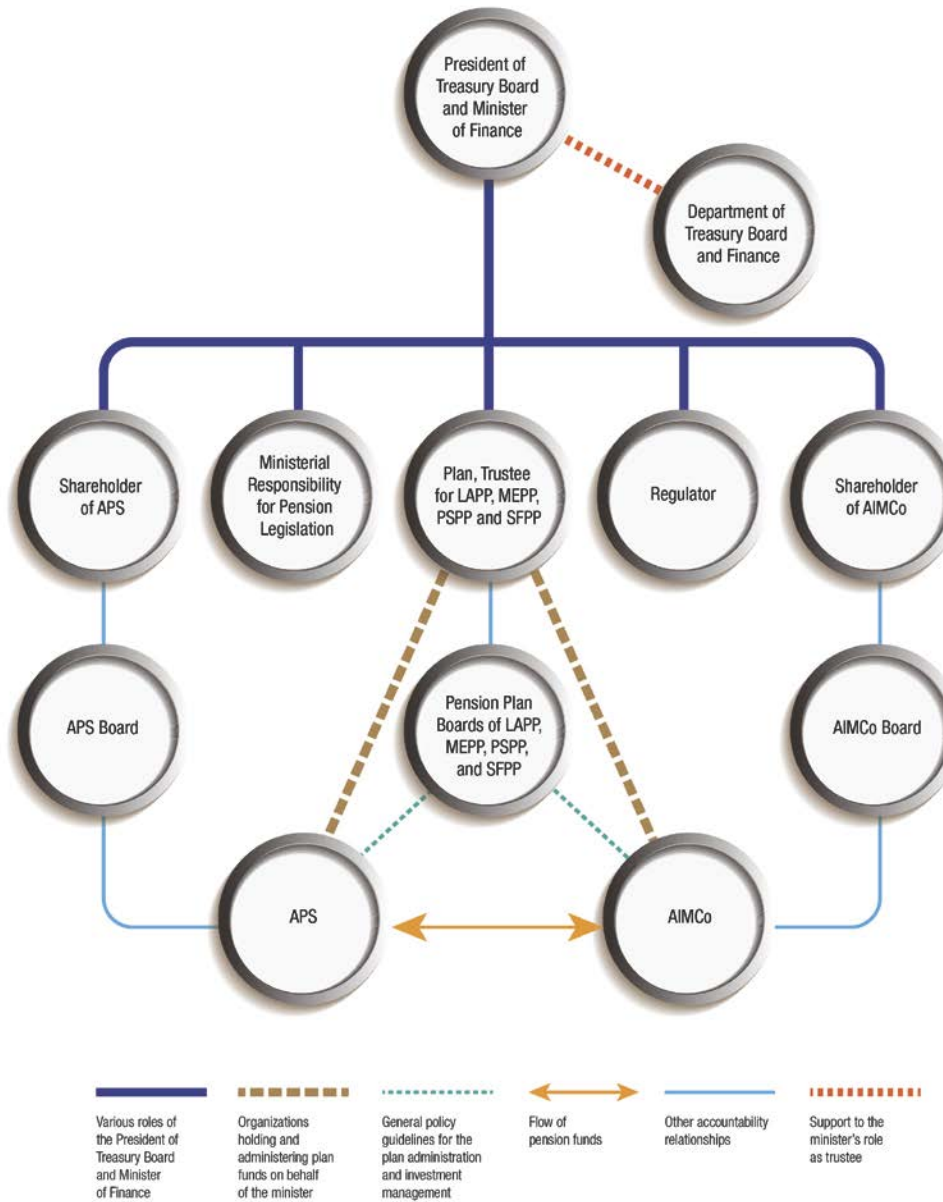 President of
Treasury Board
and Minister
of Finance
Department of
Treasury Board
and Finance
Shareholder
of APS
Ministerial
Responsibility
for Pension
Legislation
Plan, Trustee
for LAPP, MEPP,
PSPP and SFPP
Regulator
Shareholder
of AIMCo
APS Board
Pension Plan
Boards of LAPP,
MEPP, PSPP,
and SFPP
AIMCo Board
APS
AIMCo
Various roles of
the President of
Treasury Board
and Minister
of Finance
Organizations
holding and
administering plan
funds on behalf
of the minister
General policy
guidelines for the
plan administration
and investment
management
Flow of
pension funds
Other accountability
relationships
Support to the
minister's role
as trustee